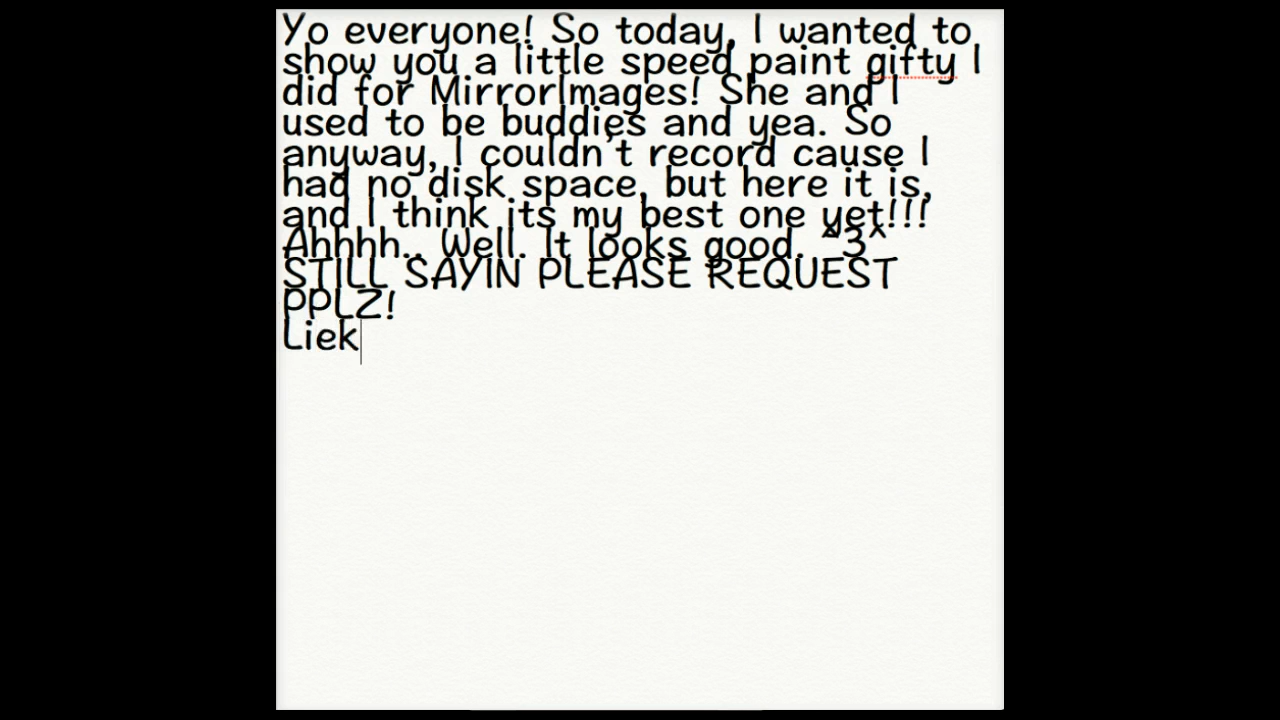 Yo everyone! So today, I wanted to
show you a little speed paint gifty I
did for MirrorImages! She and I
used to be buddies and yea. So
anyway, I couldn't record cause I
had no disk space, but here it is,
and I think its my best one yet!!!
Ahhhh.. Well. It looks good. ^3^
STILL SAYIN PLEASE REQUEST
PPLZ!
Liek